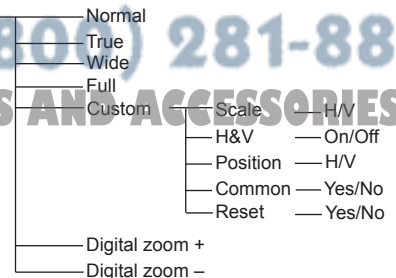 Normal
True
Wide
Full
Custom Scale H/V
H&V On/Off
Position H/V
Common Yes/No
Reset Yes/No
Digital zoom +
Digital zoom –
800) 281-88
S AND ACCESSORIES